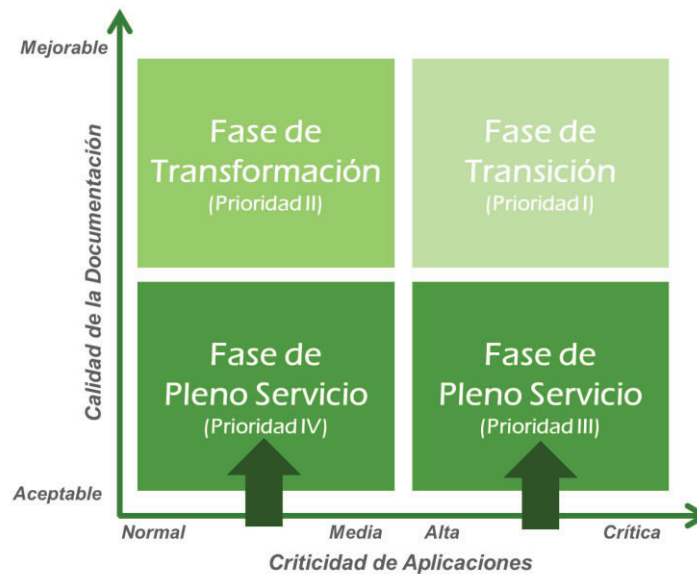 Mejorable
Calidad de la Documentación
Fase de
Transformación
(Prioridad II)
Fase de
Transición
(Prioridad I)
Fase de
Pleno Servicio
(Prioridad IV)
Fase de
Pleno Servicio
(Prioridad III)
Aceptable
Normal
Media
Alta
Crítica
Criticidad de Aplicaciones